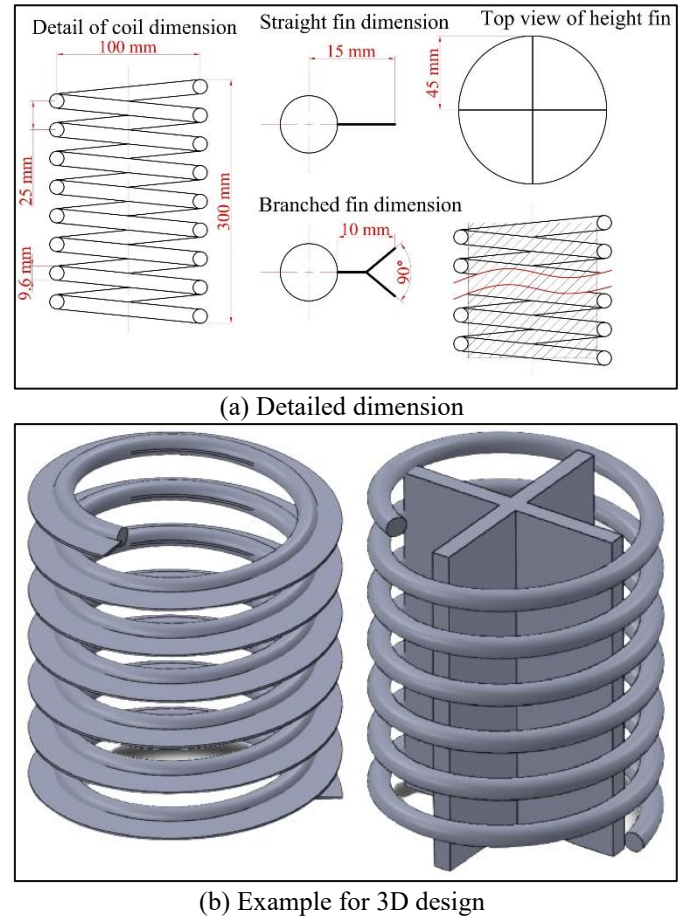 Detail of coil dimension
100 mm
25 mm
9.6 mm
300 mm
Straight fin dimension
15 mm
Branched fin dimension
10 mm
90°
Top view of height fin
45 mm
(a) Detailed dimension
(b) Example for 3D design